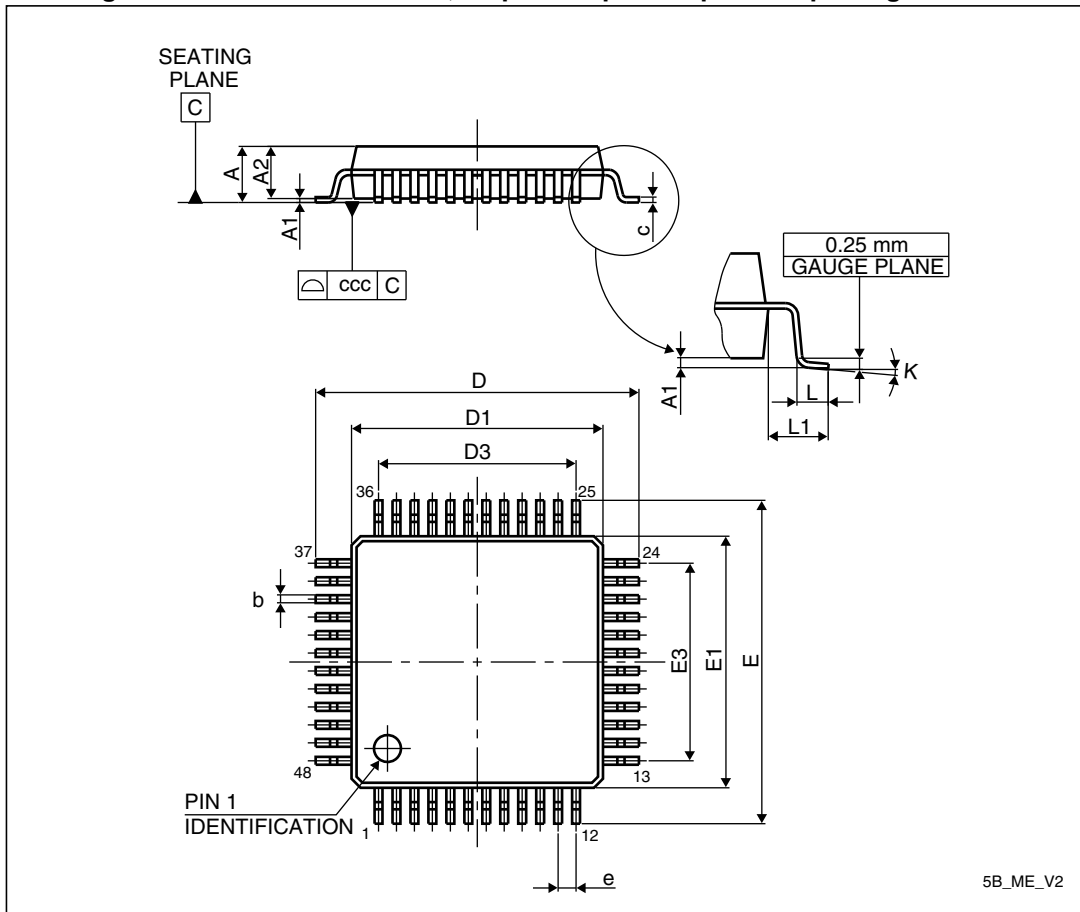 SEATING
PLANE
C
A
A2
A1
c
ccc C
0.25 mm
GAUGE PLANE
A1
K
L
L1
D
D1
D3
36
25
37
24
b
E3
E1
E
48
13
PIN 1
IDENTIFICATION
1
12
e
5B_ME_V2